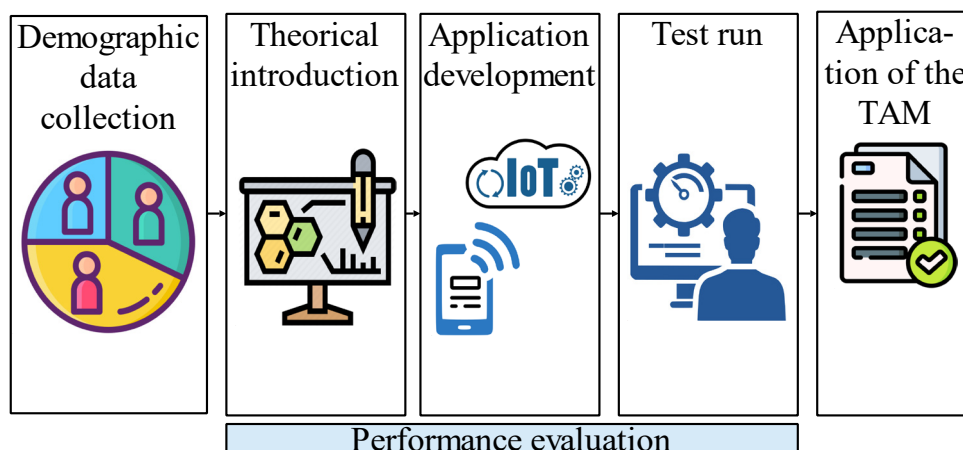 Demographic
data
collection
Theorical
introduction
Application
development
IoT
Test run
Applica-
tion of the
TAM
Performance evaluation